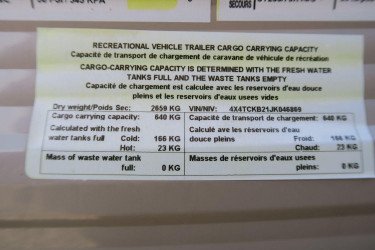 SECOURS
RECREATIONAL VEHICLE TRAILER CARGO CARRYING CAPACITY
Capacité de transport de chargement de caravane de véhicule de récréation
CARGO-CARRYING CAPACITY IS DETERMINED WITH THE FRESH WATER
TANKS FULL AND THE WASTE TANKS EMPTY
Capacité de chargement est calculée avec les reservoirs d'eau douce
pleins et les reservoirs d'eaux usees vides
Dry weight/Poids Sec: 2659 KG VIN/NIV: 4X4TCKB21JK046869
Cargo carrying capacity: 640 KG Capacité de transport de chargement: 640 KG
Calculated with the fresh Calculé avec les réservoirs d'eau
water tanks full Cold: 166 KG douce pleins Froid: 166 KG
Hot: 23 KG Chaud: 23 KG
Mass of waste water tank Masses de réservoirs d'eaux usees
full: 0 KG pleins: 0 KG